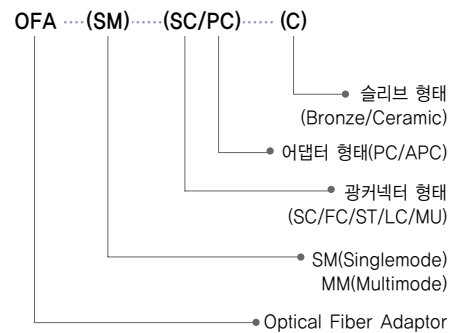 OFA ····(SM)······(SC/PC)······ (C)
슬리브 형태
(Bronze/Ceramic)
어댑터 형태(PC/APC)
광커넥터 형태
(SC/FC/ST/LC/MU)
SM(Singlemode)
MM(Multimode)
Optical Fiber Adaptor